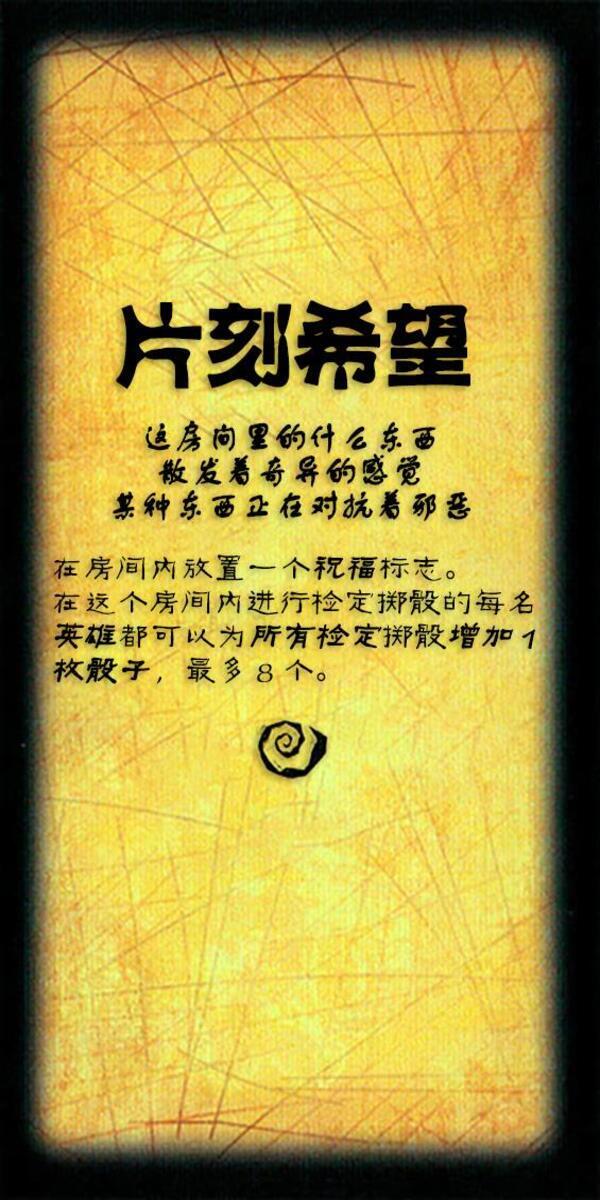 片刻希望
这房间里的什么东西
散发着奇异的感觉
某种东西正在对抗着邪恶
在房间内放置一个祝福标志。
在这个房间内进行检定掷骰的每名
英雄都可以为所有检定掷骰增加1
枚骰子，最多8个。